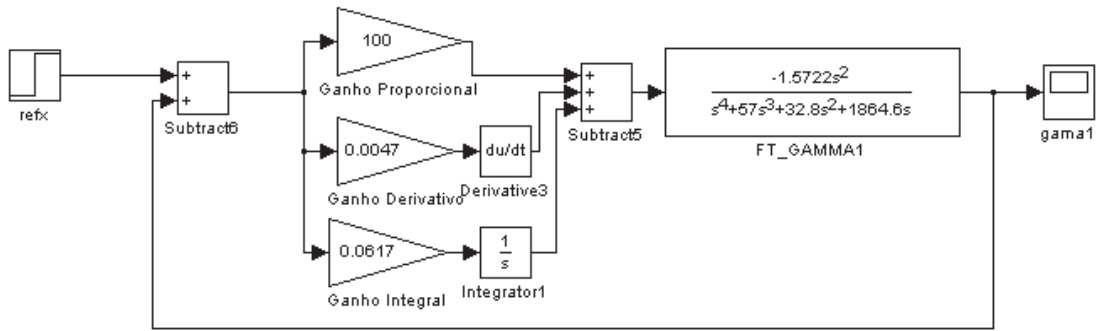 refx
+
+
Subtract6
100
Ganho Proporcional
0.0047
Ganho Derivativo
du/dt
Derivative3
0.0617
Ganho Integral
1
s
Integrator1
+
+
+
Subtract5
-1.5722s²
s⁴+57s³+32.8s²+1864.6s
FT_GAMMA1
gama1